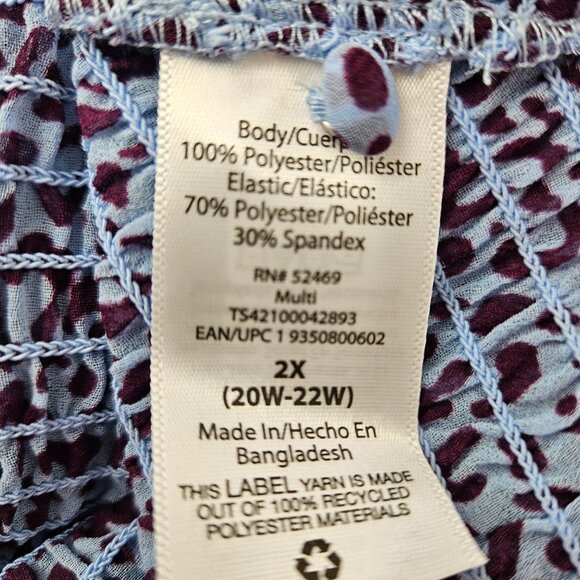 Body/Cuerp
100% Polyester/Poliéster
Elastic/Elástico:
70% Polyester/Poliéster
30% Spandex
RN# 52469
Multi
TS42100042893
EAN/UPC 1 9350800602
2X
(20W-22W)
Made In/Hecho En
Bangladesh
THIS LABEL YARN IS MADE
OUT OF 100% RECYCLED
POLYESTER MATERIALS